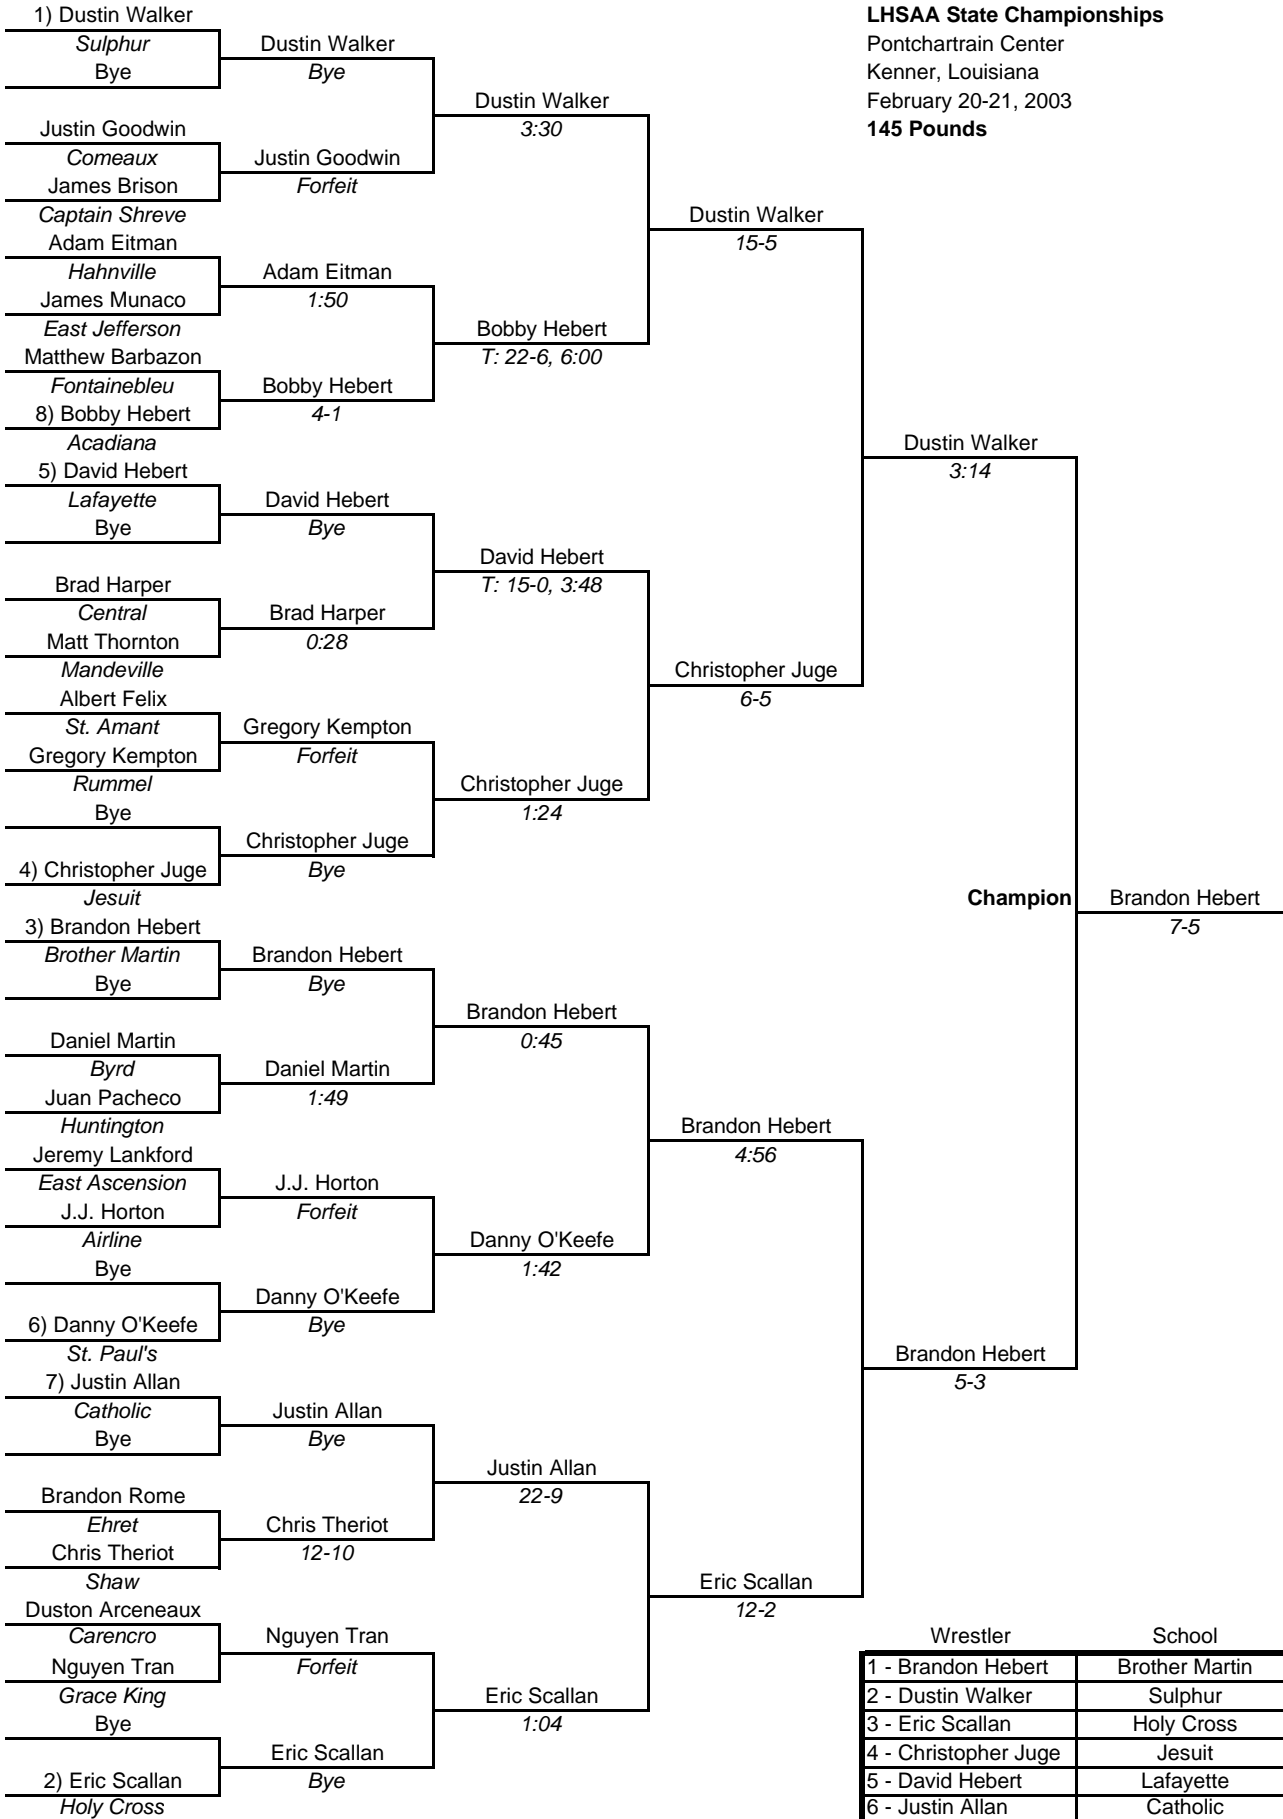 1) Dustin Walker
Sulphur
Bye
Justin Goodwin
Comeaux
James Brison
Captain Shreve
Adam Eitman
Hahnville
James Munaco
East Jefferson
Matthew Barbazon
Fontainebleu
8) Bobby Hebert
Acadiana
5) David Hebert
Lafayette
Bye
Brad Harper
Central
Matt Thornton
Mandeville
Albert Felix
St. Amant
Gregory Kempton
Rummel
Bye
4) Christopher Juge
Jesuit
3) Brandon Hebert
Brother Martin
Bye
Daniel Martin
Byrd
Juan Pacheco
Huntington
Jeremy Lankford
East Ascension
J.J. Horton
Airline
Bye
6) Danny O'Keefe
St. Paul's
7) Justin Allan
Catholic
Bye
Brandon Rome
Ehret
Chris Theriot
Shaw
Duston Arceneaux
Carencro
Nguyen Tran
Grace King
Bye
2) Eric Scallan
Holy Cross
Dustin Walker
Bye
Justin Goodwin
Forfeit
Adam Eitman
1:50
Bobby Hebert
4-1
David Hebert
Bye
Brad Harper
0:28
Gregory Kempton
Forfeit
Christopher Juge
Bye
Brandon Hebert
Bye
Daniel Martin
1:49
J.J. Horton
Forfeit
Danny O'Keefe
Bye
Justin Allan
Bye
Chris Theriot
12-10
Nguyen Tran
Forfeit
Eric Scallan
Bye
Dustin Walker
3:30
Bobby Hebert
T: 22-6, 6:00
David Hebert
T: 15-0, 3:48
Christopher Juge
1:24
Brandon Hebert
0:45
Danny O'Keefe
1:42
Justin Allan
22-9
Eric Scallan
1:04
Dustin Walker
15-5
Christopher Juge
6-5
Brandon Hebert
4:56
Eric Scallan
12-2
LHSAA State Championships
Pontchartrain Center
Kenner, Louisiana
February 20-21, 2003
145 Pounds
Dustin Walker
3:14
Brandon Hebert
5-3
Champion
Brandon Hebert
7-5
Wrestler School
1 - Brandon Hebert Brother Martin
2 - Dustin Walker Sulphur
3 - Eric Scallan Holy Cross
4 - Christopher Juge Jesuit
5 - David Hebert Lafayette
6 - Justin Allan Catholic